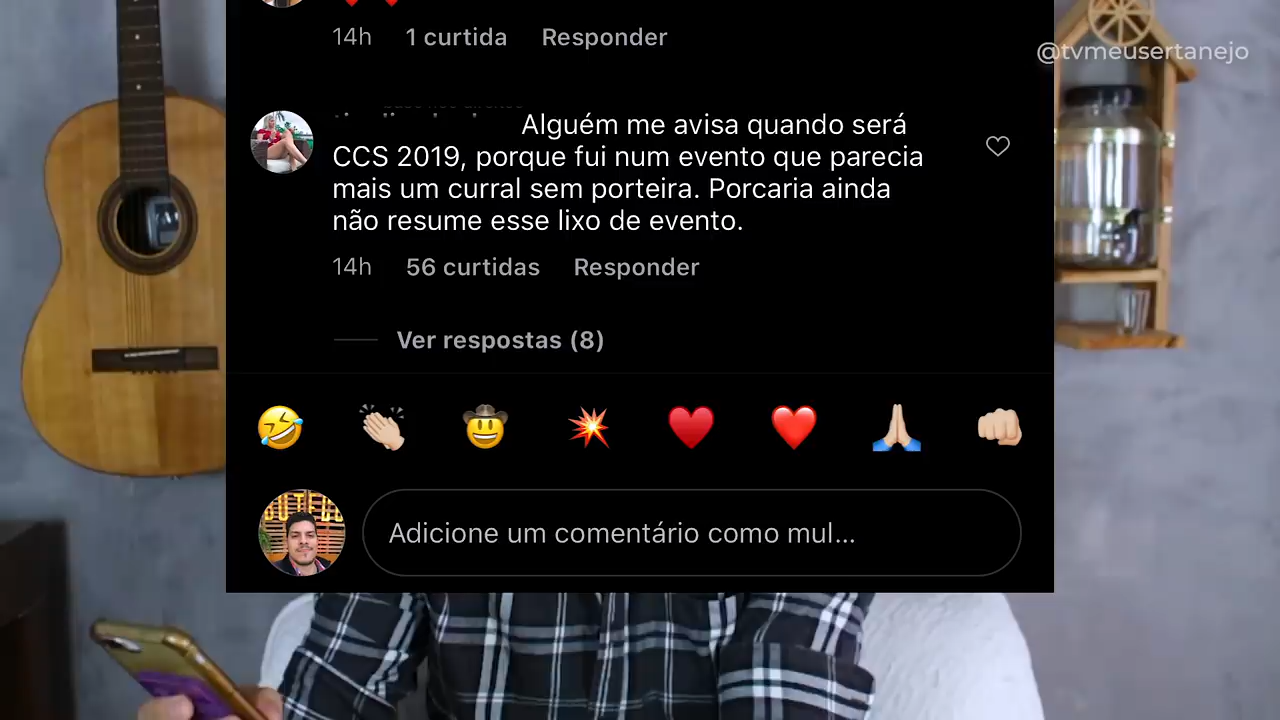 14h 1 curtida Responder
@tvmeusertanejo
Alguém me avisa quando será
CCS 2019, porque fui num evento que parecia
mais um curral sem porteira. Porcaria ainda
não resume esse lixo de evento.
14h 56 curtidas Responder
Ver respostas (8)
Adicione um comentário como mul...